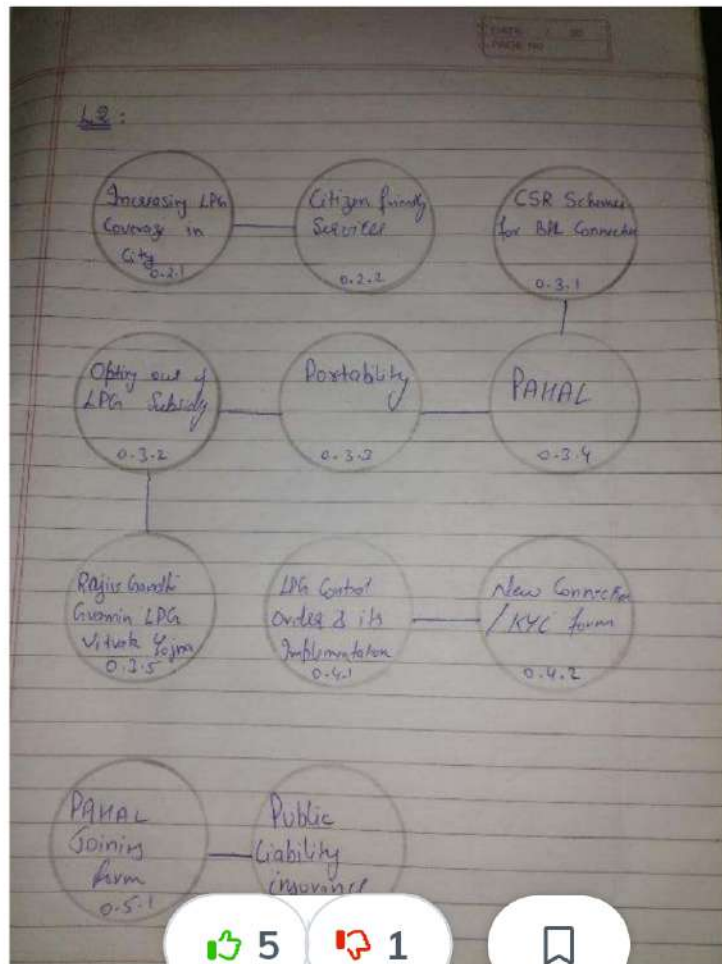 DATE / 20
PAGE NO
L2 :
Increasing LPG
Coverage in
City
0.2.1
Citizen friendly
Services
0.2.2
CSR Schemes
for BPL Connection
0.3.1
Opting out of
LPG Subsidy
0.3.2
Portability
0.3.3
PAHAL
0.3.4
Rajiv Gandhi
Gramin LPG
Vitrak Yojna
0.3.5
LPG Control
Order & its
Implementation
0.4.1
New Connection
/ KYC form
0.4.2
PAHAL
Joining
form
0.5.1
Public
Liability
insurance
5
1